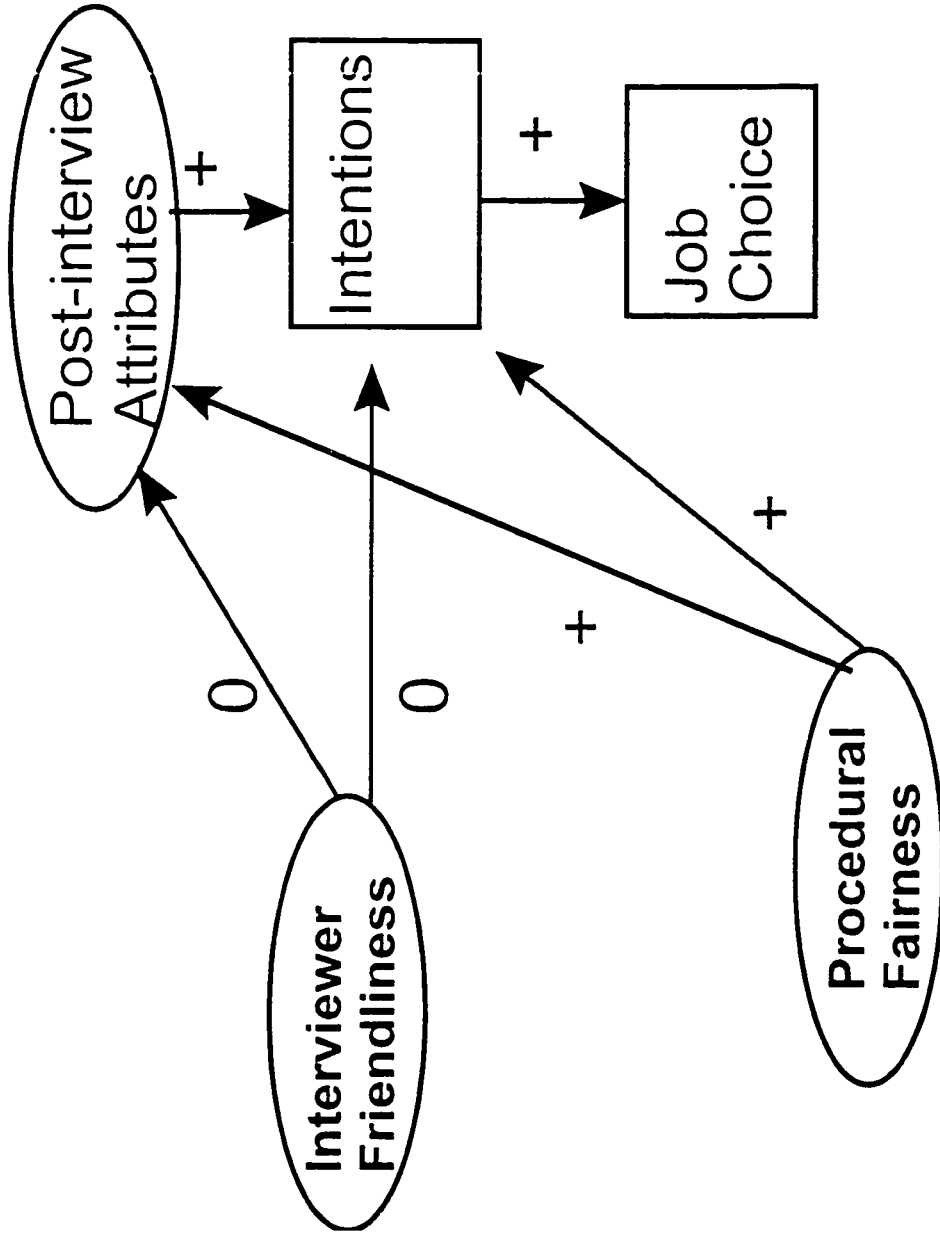 Post-interview
Attributes
+
Intentions
+
Job
Choice
0
0
+
+
Interviewer
Friendliness
Procedural
Fairness